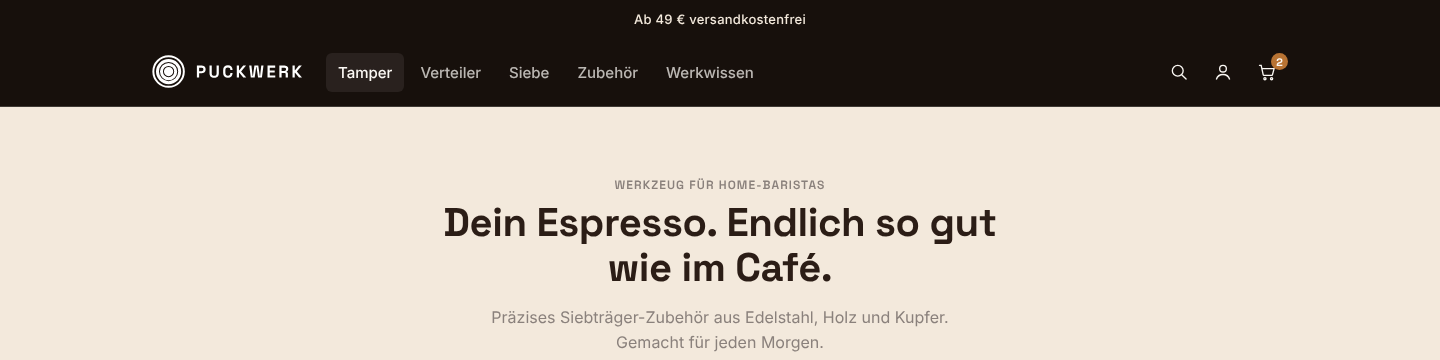 Ab 49 € versandkostenfrei
PUCKWERK Tamper Verteiler Siebe Zubehör Werkwissen 2
WERKZEUG FÜR HOME-BARISTAS
Dein Espresso. Endlich so gut
wie im Café.
Präzises Siebträger-Zubehör aus Edelstahl, Holz und Kupfer.
Gemacht für jeden Morgen.